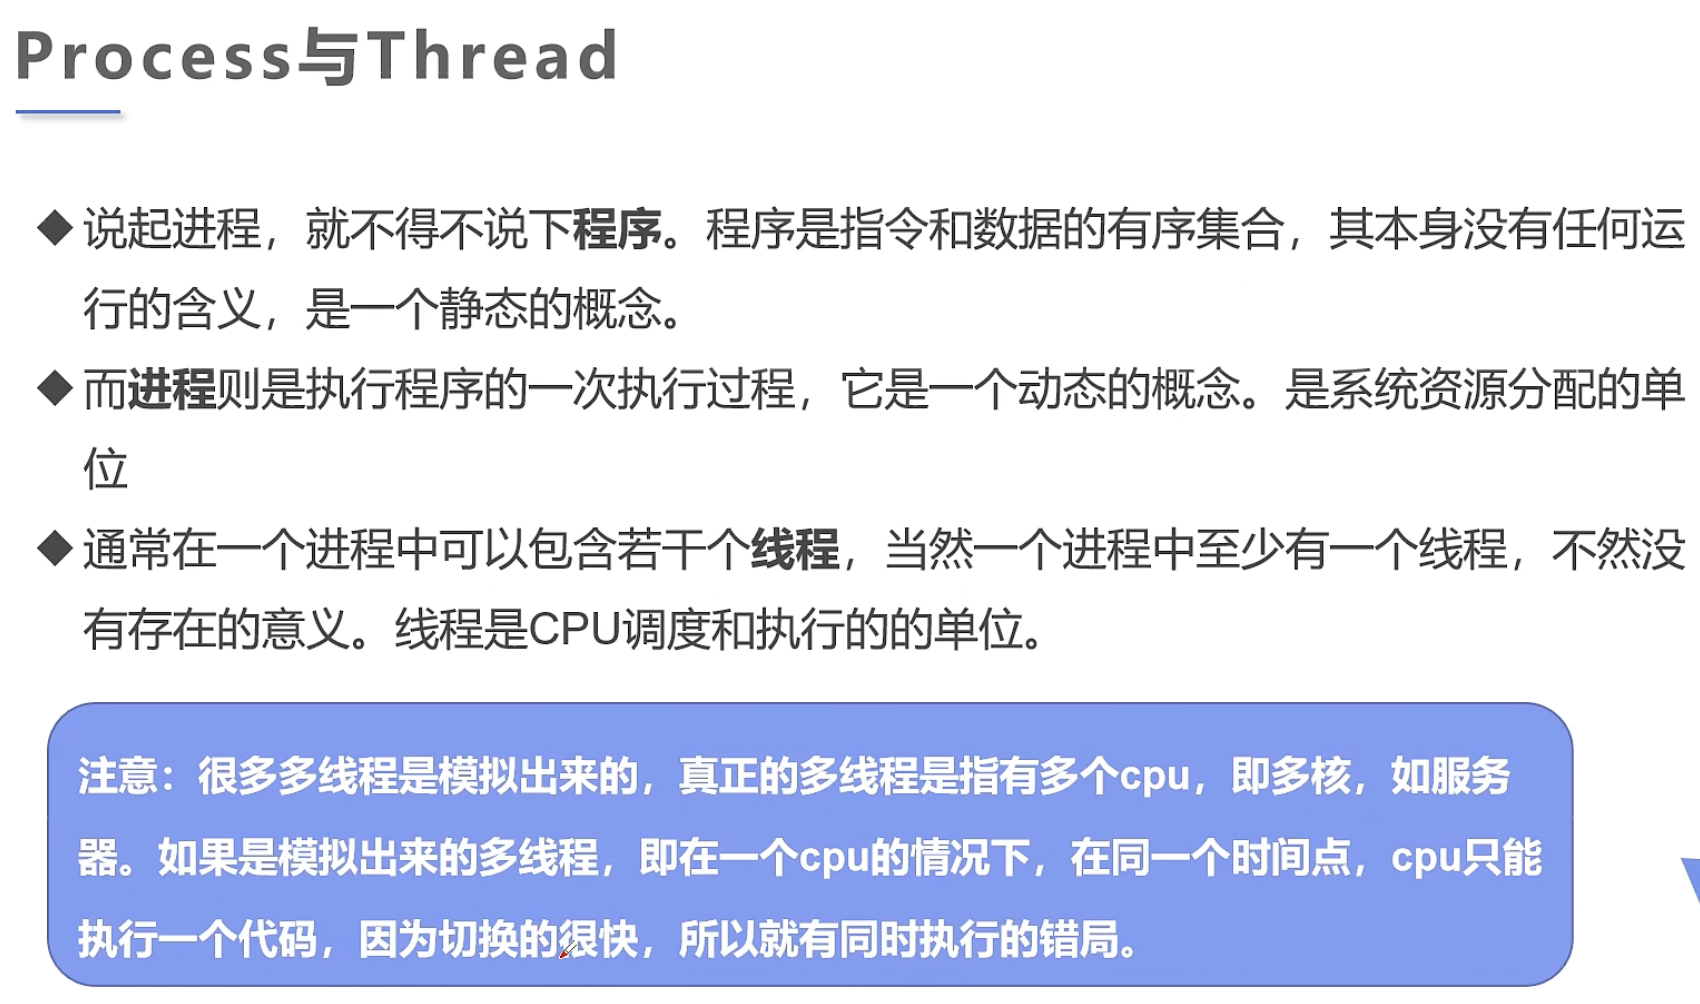 Process与Thread
◆说起进程，就不得不说下程序。程序是指令和数据的有序集合，其本身没有任何运
行的含义，是一个静态的概念。
◆而进程则是执行程序的一次执行过程，它是一个动态的概念。是系统资源分配的单
位
◆通常在一个进程中可以包含若干个线程，当然一个进程中至少有一个线程，不然没
有存在的意义。线程是CPU调度和执行的的单位。
注意：很多多线程是模拟出来的，真正的多线程是指有多个cpu，即多核，如服务
器。如果是模拟出来的多线程，即在一个cpu的情况下，在同一个时间点，cpu只能
执行一个代码，因为切换的很快，所以就有同时执行的错局。